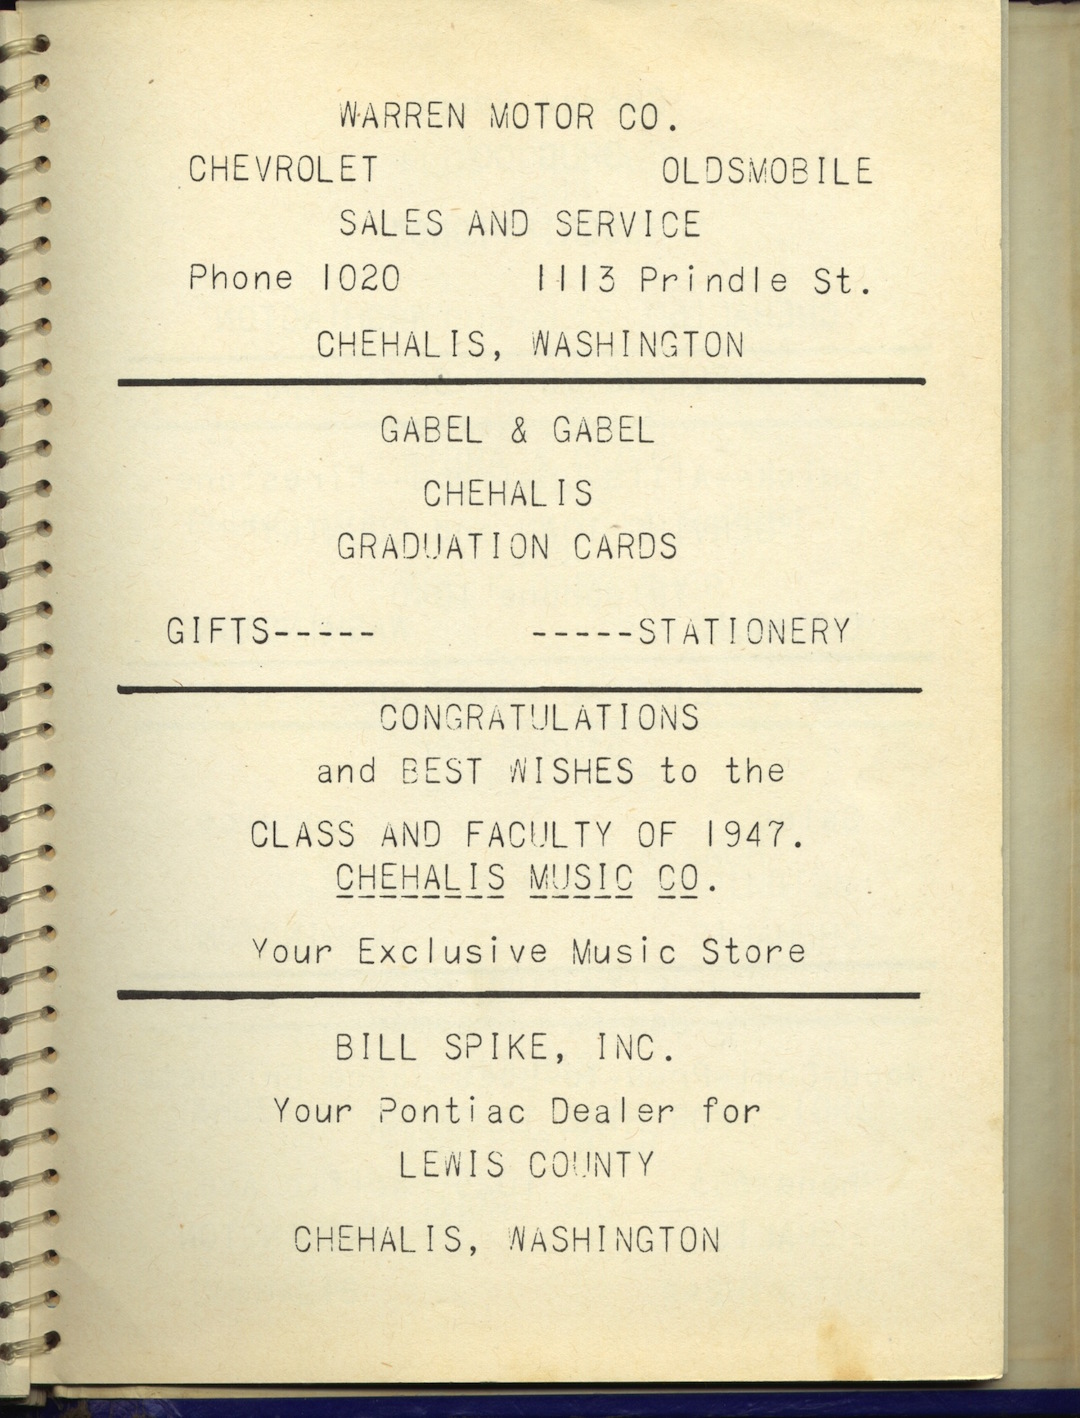 WARREN MOTOR CO.
CHEVROLET OLDSMOBILE
SALES AND SERVICE
Phone 1020 1113 Prindle St.
CHEHALIS, WASHINGTON
GABEL & GABEL
CHEHALIS
GRADUATION CARDS
GIFTS----- -----STATIONERY
CONGRATULATIONS
and BEST WISHES to the
CLASS AND FACULTY OF 1947.
CHEHALIS MUSIC CO.
Your Exclusive Music Store
BILL SPIKE, INC.
Your Pontiac Dealer for
LEWIS COUNTY
CHEHALIS, WASHINGTON